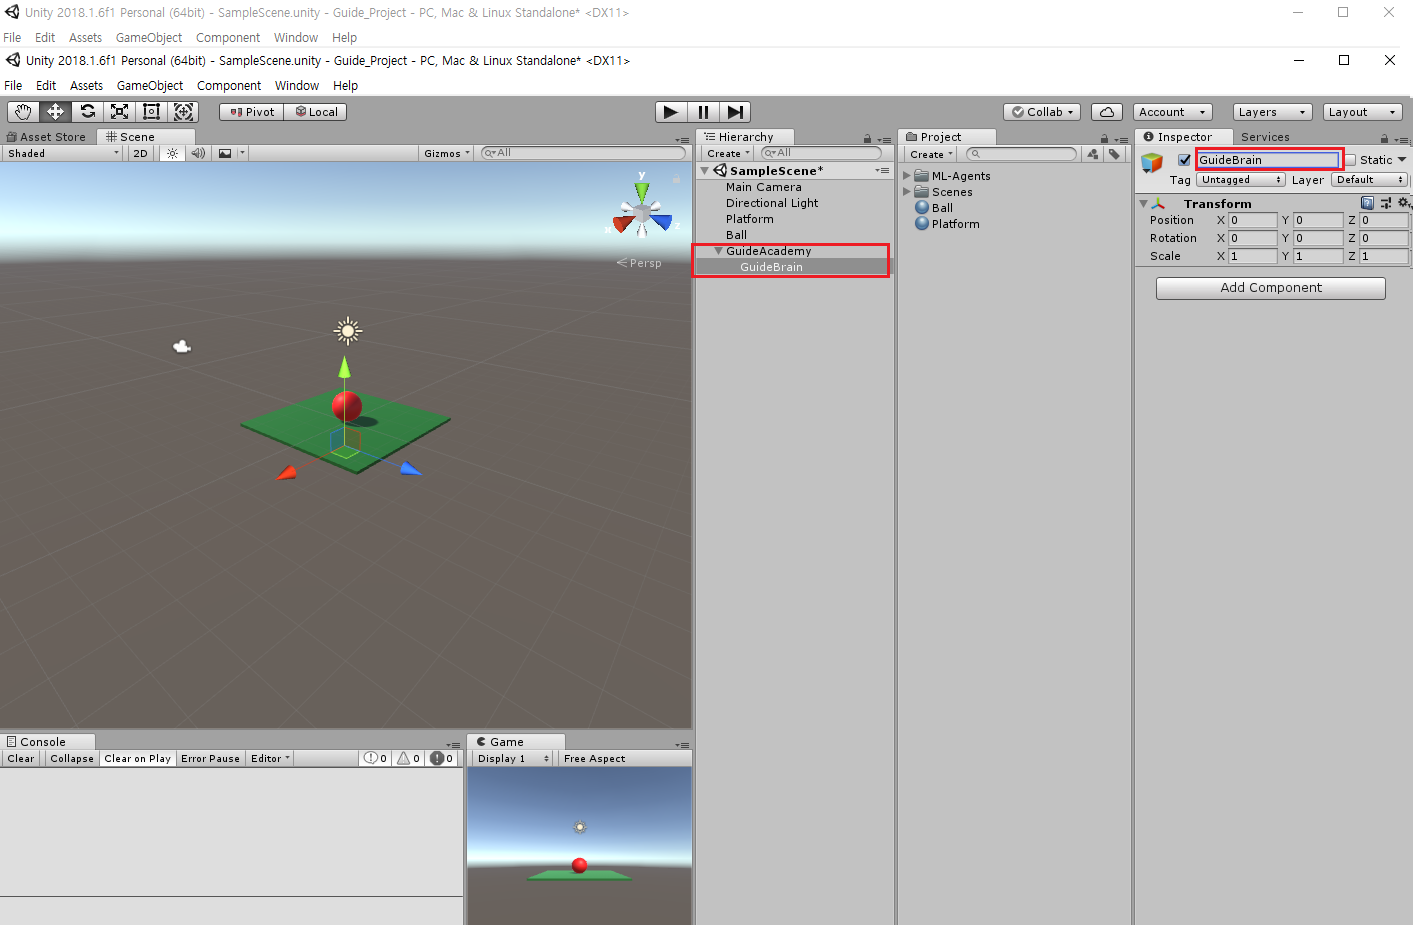 Unity 2018.1.6f1 Personal (64bit) - SampleScene.unity - Guide_Project - PC, Mac & Linux Standalone* <DX11>
File Edit Assets GameObject Component Window Help
Unity 2018.1.6f1 Personal (64bit) - SampleScene.unity - Guide_Project - PC, Mac & Linux Standalone* <DX11>
File Edit Assets GameObject Component Window Help
Pivot Local Collab Account Layers Layout
Asset Store Scene
Shaded 2D Gizmos All
y
x
z
Persp
Hierarchy
Create All
SampleScene*
Main Camera
Directional Light
Platform
Ball
GuideAcademy
GuideBrain
Project
Create
ML-Agents
Scenes
Ball
Platform
Inspector Services
GuideBrain Static
Tag Untagged Layer Default
Transform
Position X 0 Y 0 Z 0
Rotation X 0 Y 0 Z 0
Scale X 1 Y 1 Z 1
Add Component
Console
Clear Collapse Clear on Play Error Pause Editor 0 0 0
Game
Display 1 Free Aspect